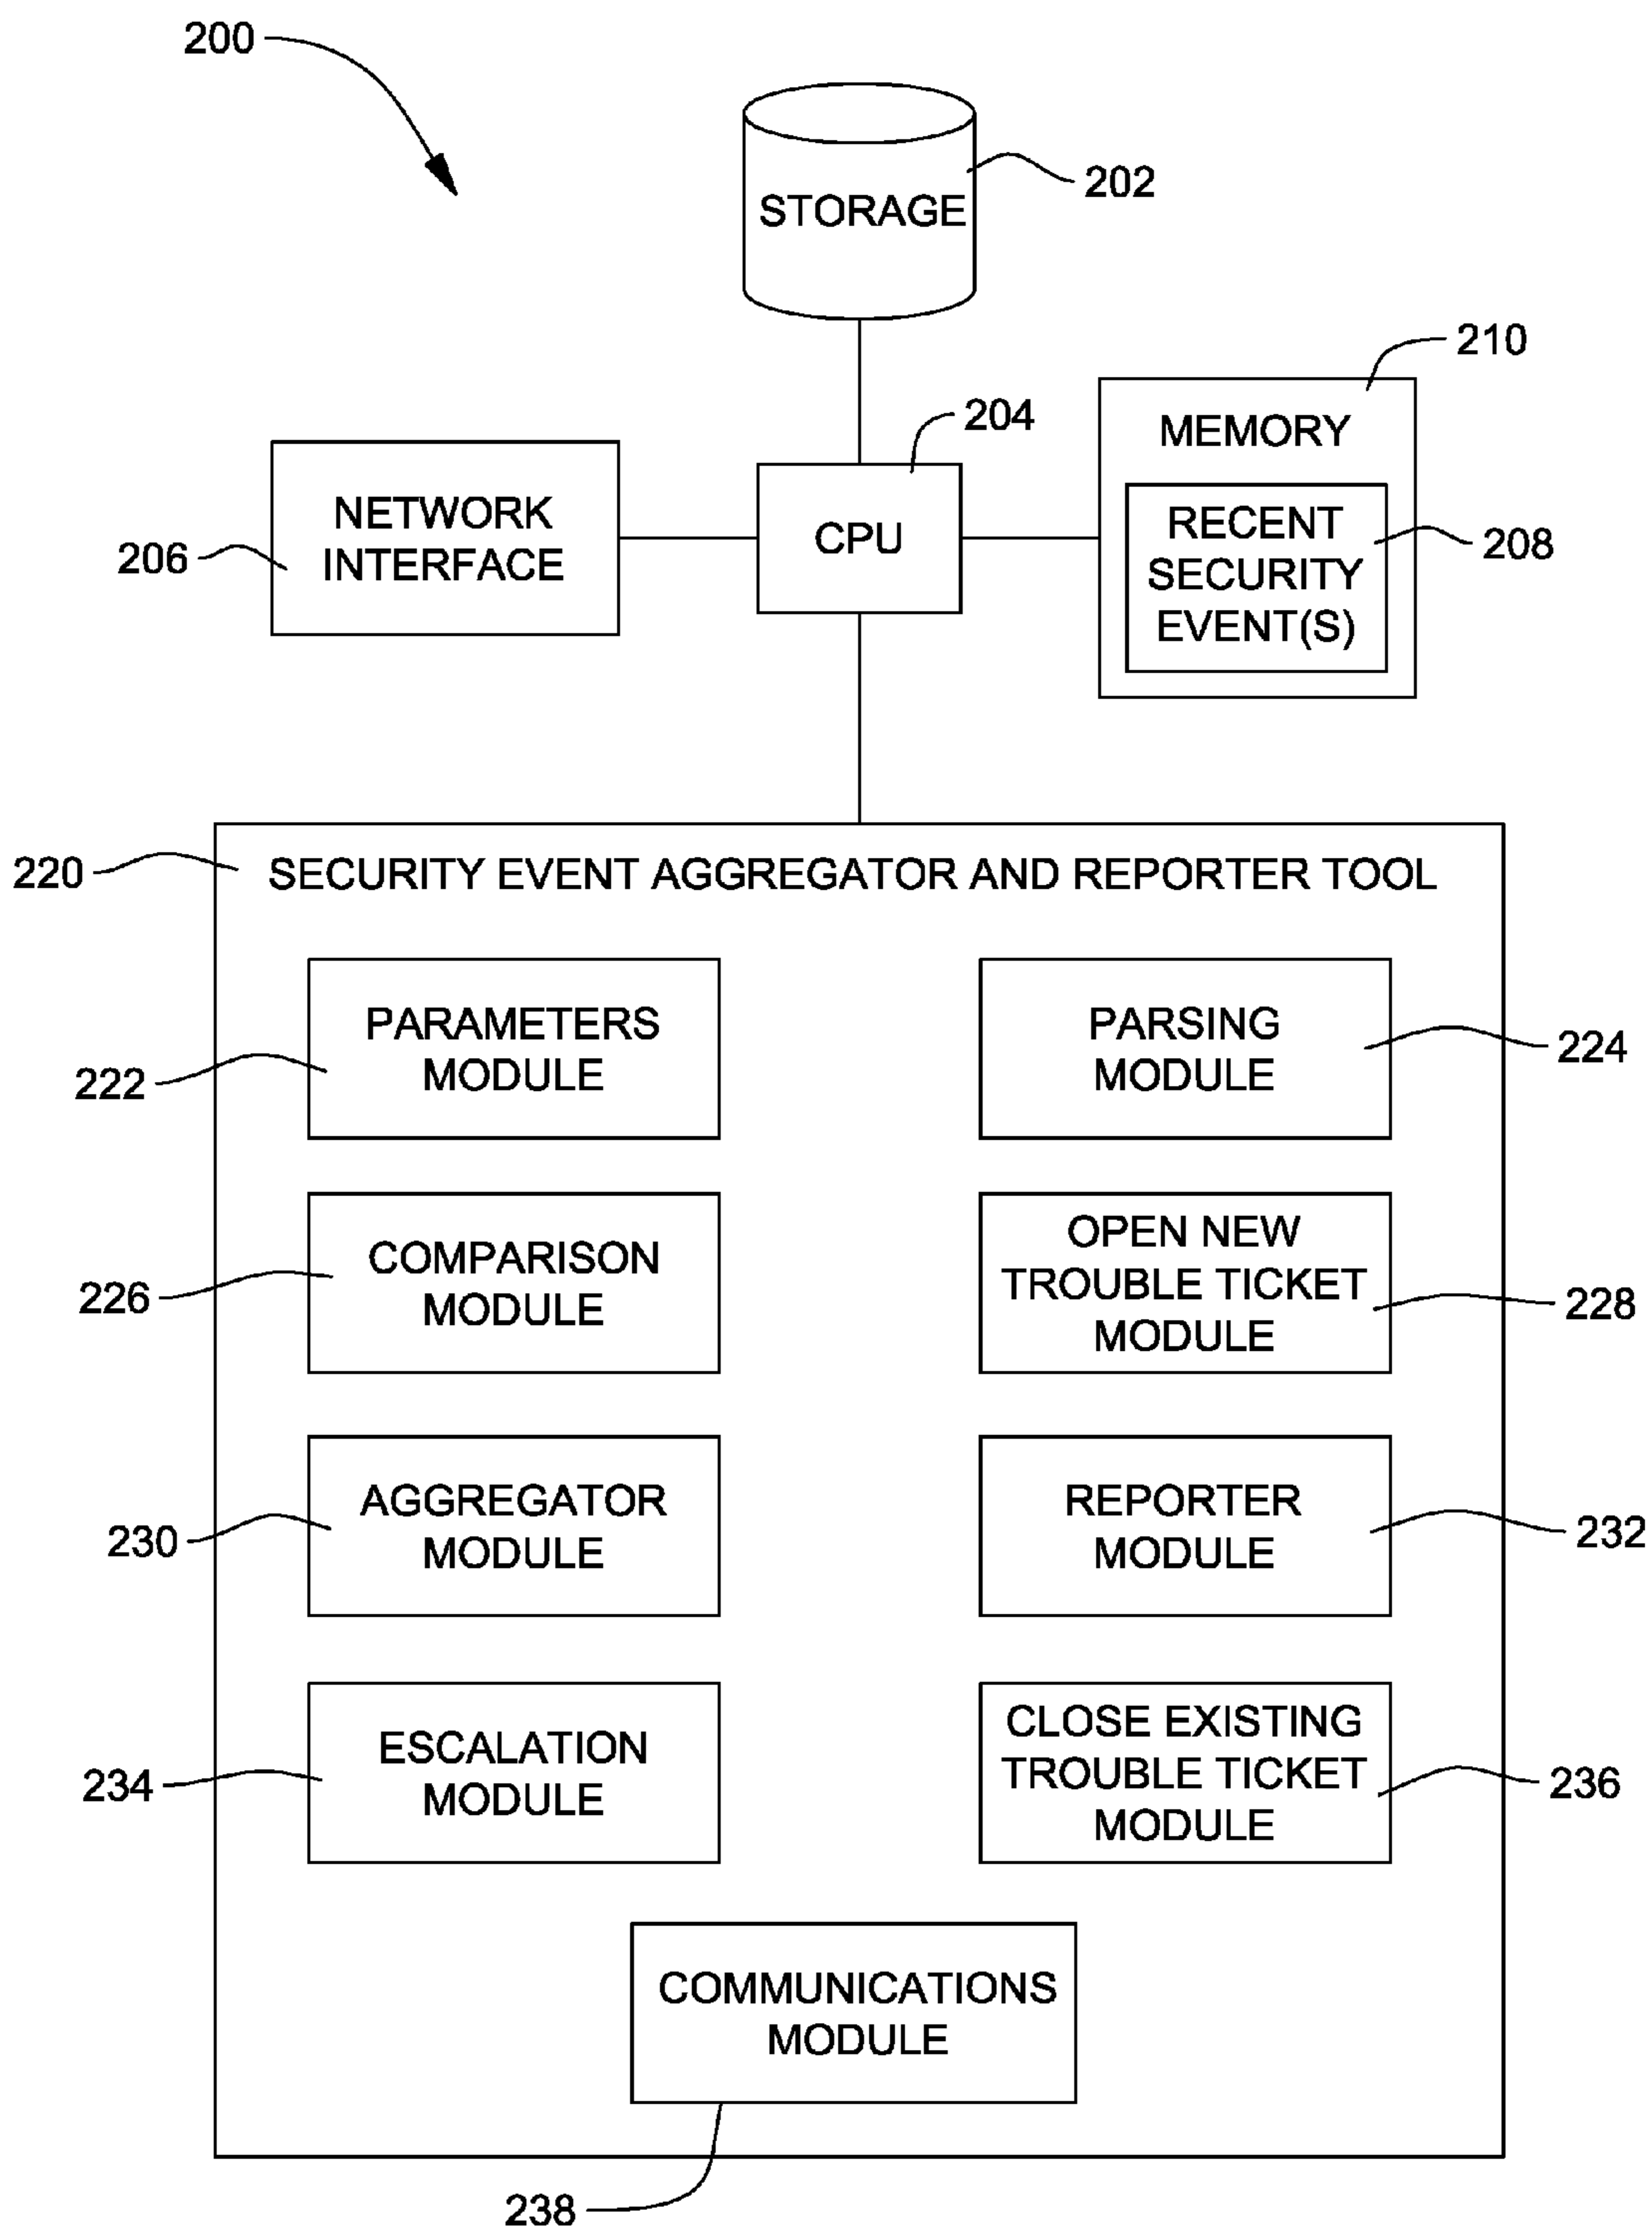 200
STORAGE
202
210
MEMORY
204
NETWORK
INTERFACE
206
CPU
RECENT
SECURITY
EVENT(S)
208
220
SECURITY EVENT AGGREGATOR AND REPORTER TOOL
PARAMETERS
MODULE
222
PARSING
MODULE
224
COMPARISON
MODULE
226
OPEN NEW
TROUBLE TICKET
MODULE
228
AGGREGATOR
MODULE
230
REPORTER
MODULE
232
ESCALATION
MODULE
234
CLOSE EXISTING
TROUBLE TICKET
MODULE
236
COMMUNICATIONS
MODULE
238